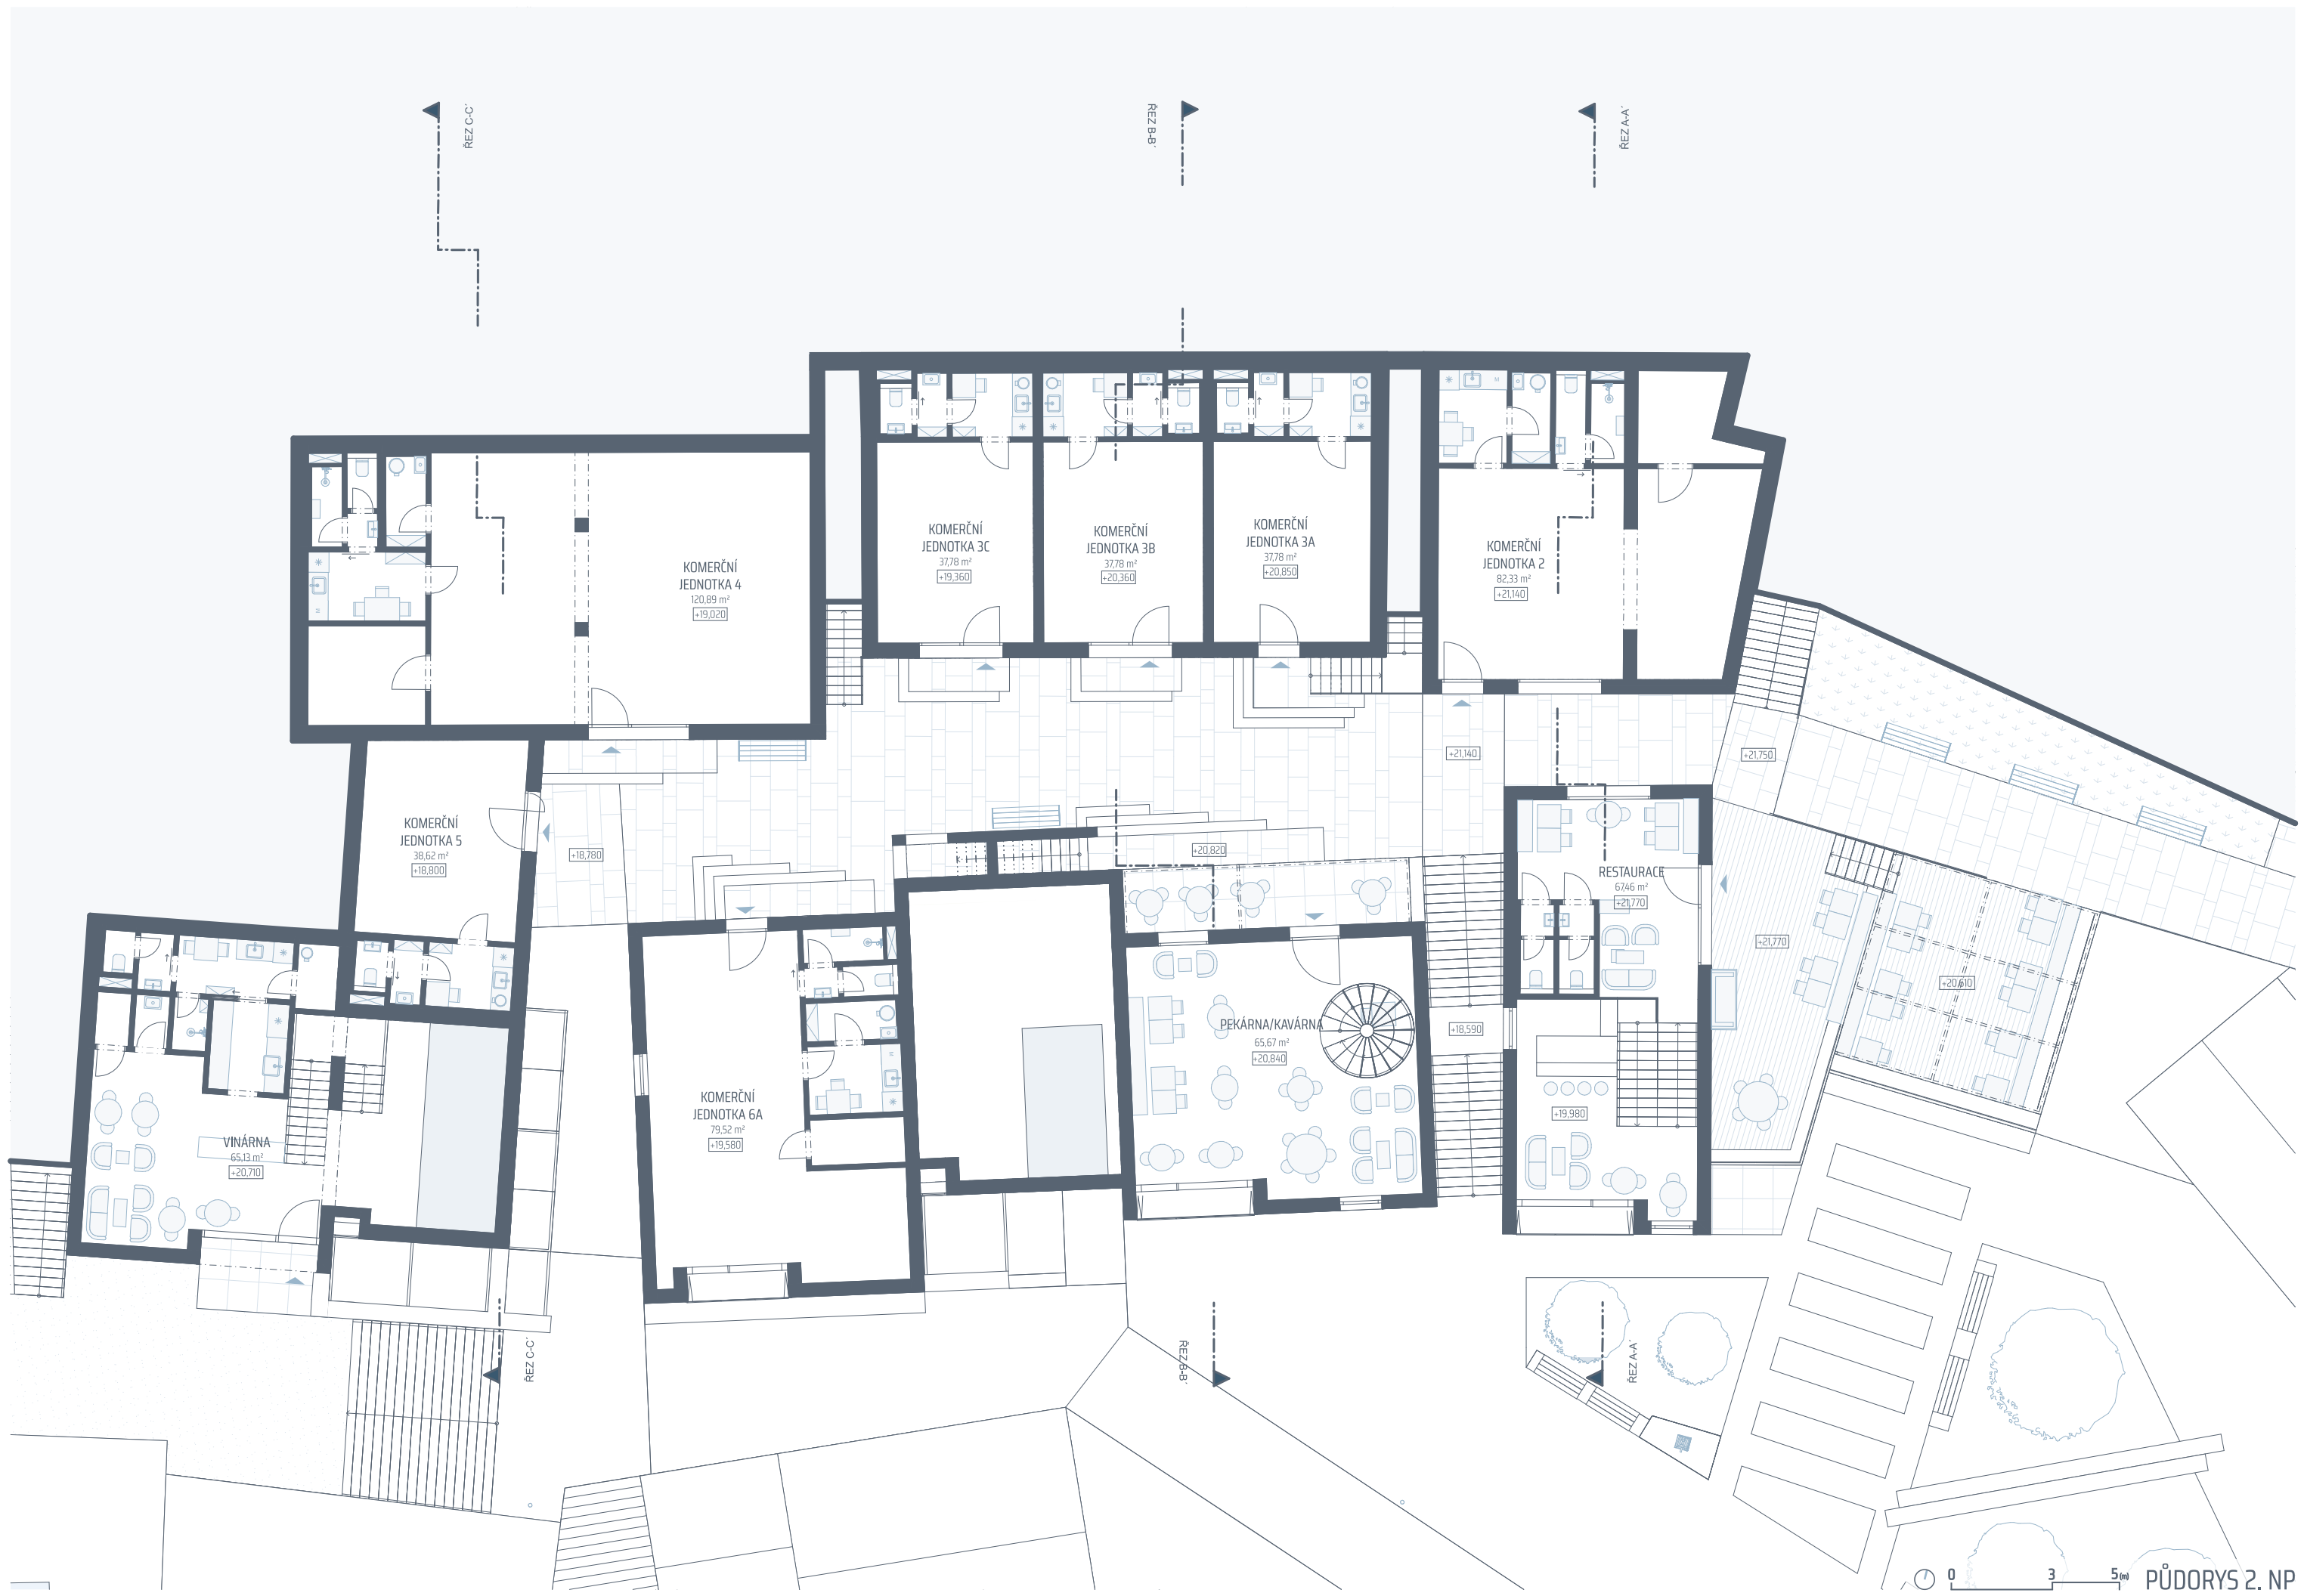 ŘEZ C-C'
ŘEZ B-B'
ŘEZ A-A'
KOMERČNÍ
JEDNOTKA 3C
37,78 m²
+19,360
KOMERČNÍ
JEDNOTKA 3B
37,78 m²
+20,360
KOMERČNÍ
JEDNOTKA 3A
37,78 m²
+20,850
KOMERČNÍ
JEDNOTKA 2
82,33 m²
+21,140
KOMERČNÍ
JEDNOTKA 4
120,89 m²
+19,020
+21,140
+21,750
KOMERČNÍ
JEDNOTKA 5
38,62 m²
+18,800
+18,780
+20,820
RESTAURACE
67,46 m²
+21,770
+21,770
+20,610
PEKÁRNA/KAVÁRNA
65,67 m²
+20,840
+18,590
KOMERČNÍ
JEDNOTKA 6A
79,52 m²
+19,580
+19,980
VINÁRNA
65,13 m²
+20,710
ŘEZ C-C'
ŘEZ B-B'
ŘEZ A-A'
0 3 5 (m) PŮDORYS 2. NP